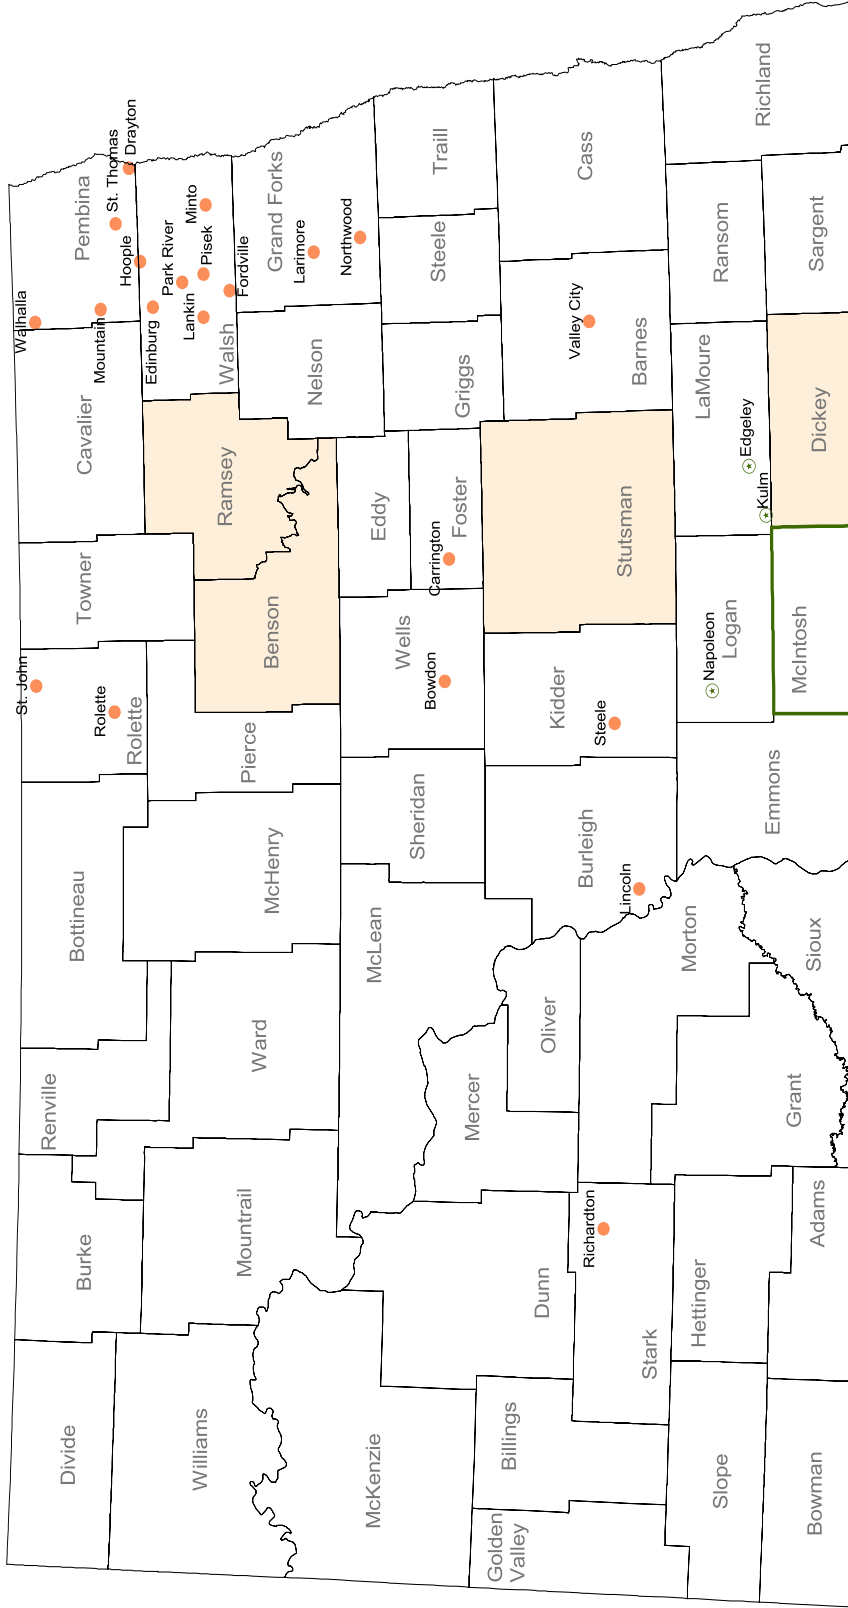 Divide
Burke
Renville
Bottineau
St. John
Rolette
Rolette
Towner
Cavalier
Walhalla
Mountain
Pembina
St. Thomas
Drayton
Hoople
Edinburg
Park River
Lankin
Pisek
Minto
Walsh
Fordville
Williams
Mountrail
Ward
McHenry
Pierce
Benson
Ramsey
Nelson
Grand Forks
Larimore
Northwood
McKenzie
McLean
Sheridan
Wells
Bowdon
Eddy
Foster
Carrington
Griggs
Steele
Traill
Golden
Valley
Billings
Dunn
Mercer
Oliver
Burleigh
Lincoln
Kidder
Steele
Stutsman
Barnes
Valley City
Cass
Stark
Richardton
Morton
Slope
Hettinger
Grant
Emmons
Logan
Napoleon
LaMoure
Edgeley
Kulm
Ransom
Richland
Bowman
Adams
Sioux
McIntosh
Dickey
Sargent